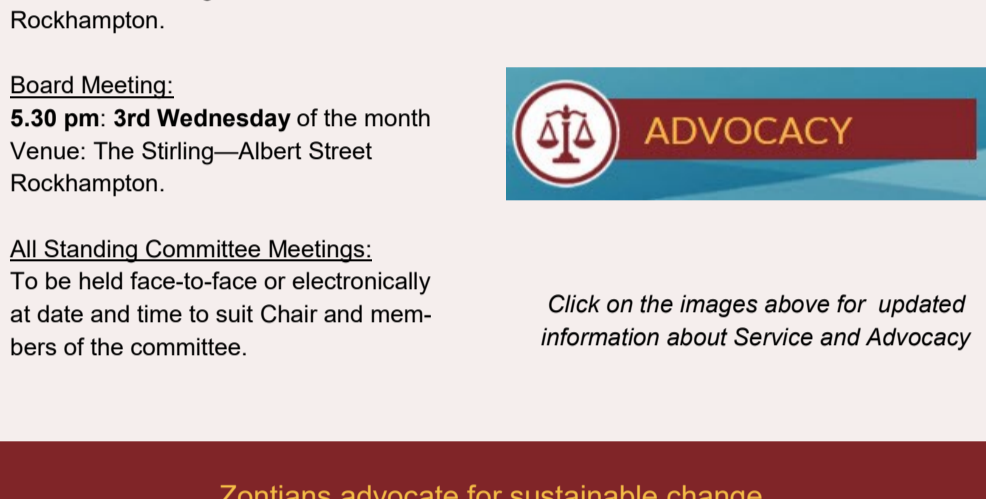 Rockhampton.
Board Meeting:
5.30 pm: 3rd Wednesday of the month
Venue: The Stirling—Albert Street
Rockhampton.
All Standing Committee Meetings:
To be held face-to-face or electronically
at date and time to suit Chair and mem-
bers of the committee.
ADVOCACY
Click on the images above for updated
information about Service and Advocacy
Zontians advocate for sustainable change